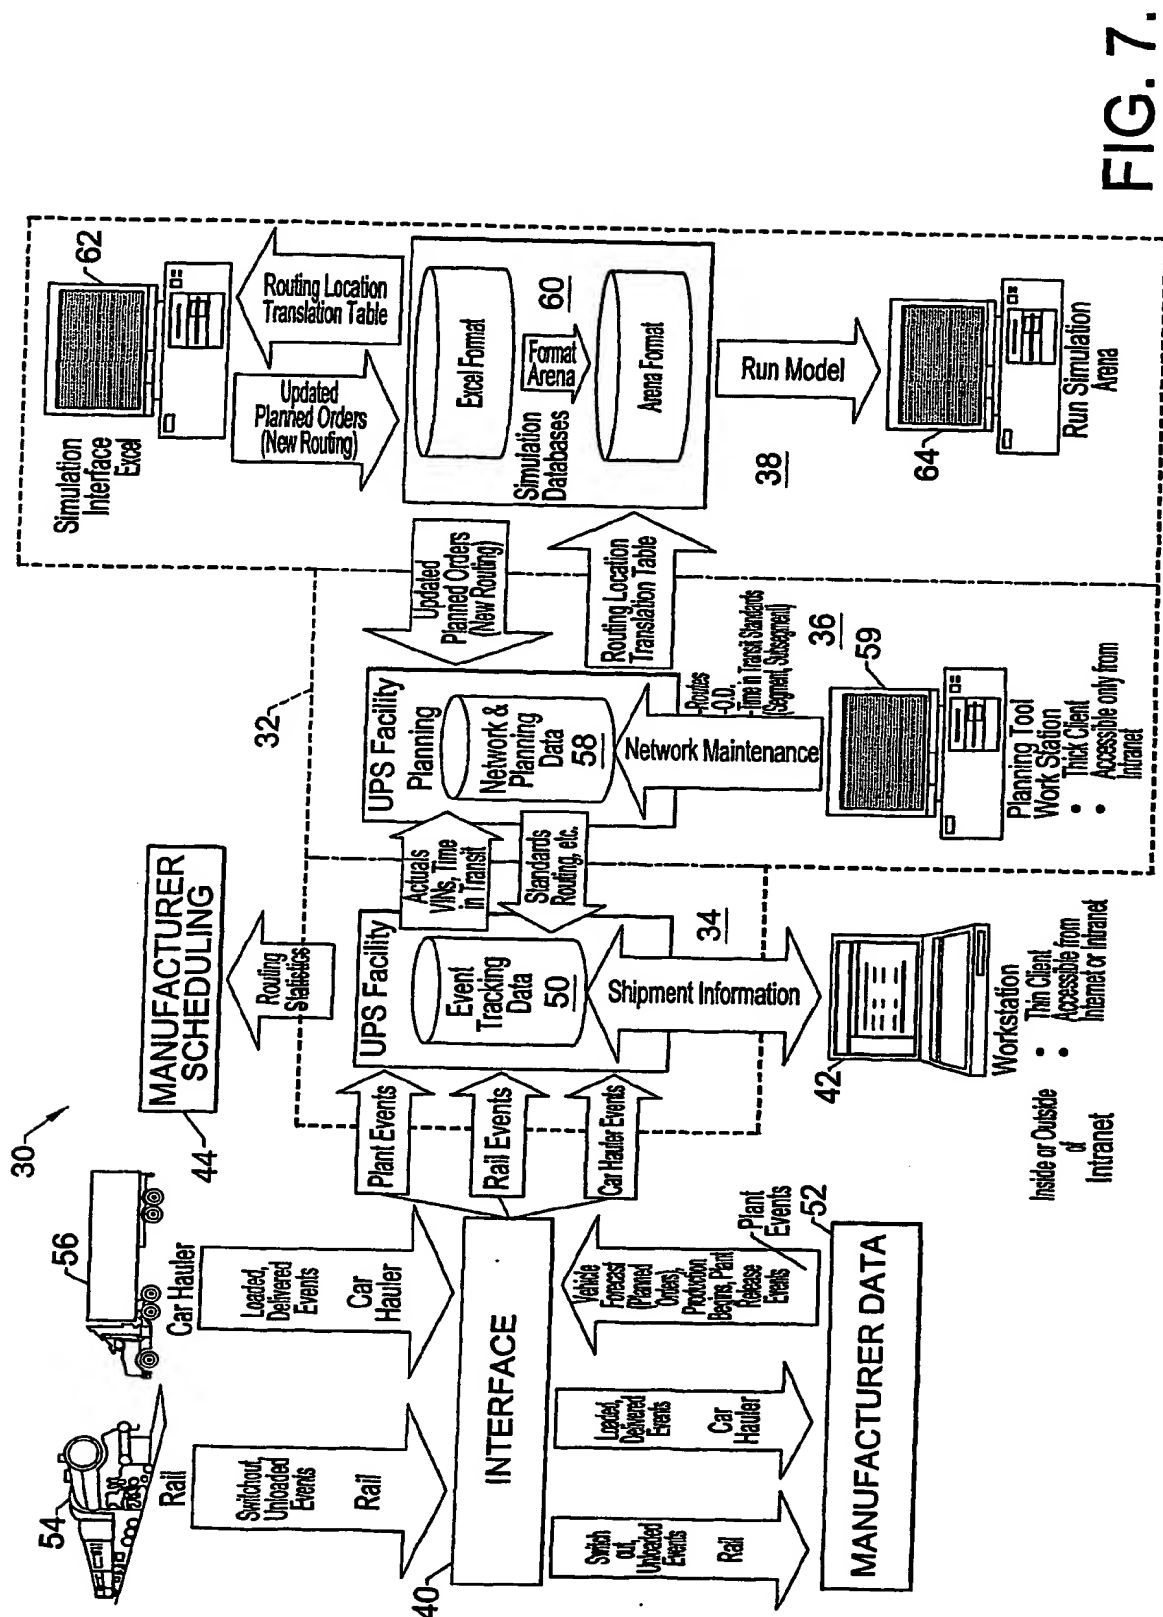 30
54
Rail
56
Car Hauler
Switchout,
Unloaded
Events
Rail
Loaded,
Delivered
Events
Car
Hauler
40
INTERFACE
Switch
out,
Unloaded
Events
Rail
Loaded,
Delivered
Events
Car
Hauler
Vehicle
Forecast
(Planned
Orders),
Production
Begins, Plant
Release
Events
Plant
Events
52
MANUFACTURER DATA
44
MANUFACTURER
SCHEDULING
Routing
Statistics
Plant Events
Rail Events
Car Hauler Events
32
UPS Facility
Event
Tracking
Data
50
34
Shipment Information
42
Workstation
• Thin Client
• Accessible from
Internet or Intranet
Inside or Outside
of
Intranet
Actuals
VINs, Time
in Transit
Standards
Routing, etc.
UPS Facility
Planning
Network &
Planning
Data
58
Network Maintenance
-Routes
-O.D.
-Time in Transit Standards
(Segment, Subsegment)
36
59
Planning Tool
Work Station
• Thick Client
• Accessible only from
Intranet
Updated
Planned Orders
(New Routing)
Routing Location
Translation Table
Simulation
Interface
Excel
62
Updated
Planned Orders
(New Routing)
Routing Location
Translation Table
Excel Format
Format
Arena
60
Arena Format
Simulation
Databases
38
Run Model
64
Run Simulation
Arena
FIG. 7.